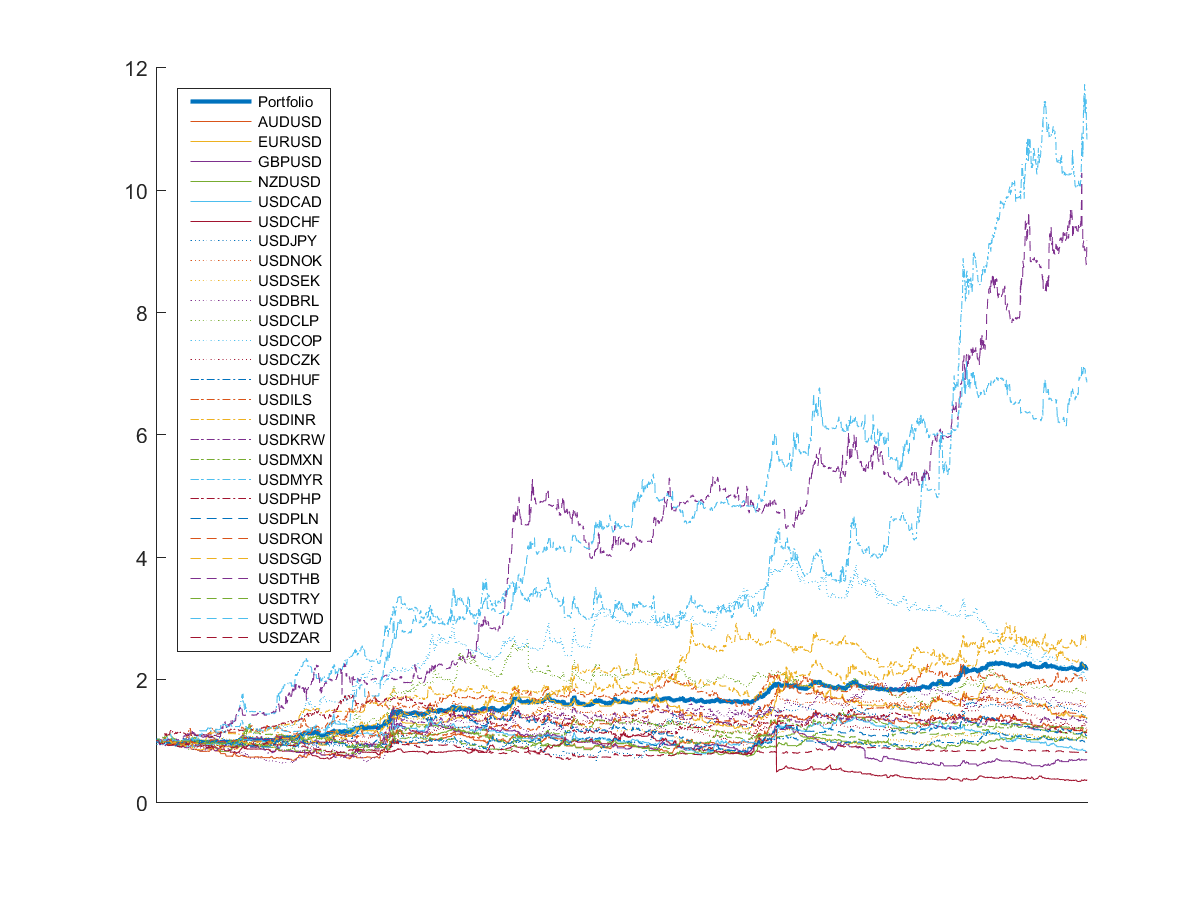 12
10
8
6
4
2
0
Portfolio
AUDUSD
EURUSD
GBPUSD
NZDUSD
USDCAD
USDCHF
USDJPY
USDNOK
USDSEK
USDBRL
USDCLP
USDCOP
USDCZK
USDHUF
USDILS
USDINR
USDKRW
USDMXN
USDMYR
USDPHP
USDPLN
USDRON
USDSGD
USDTHB
USDTRY
USDTWD
USDZAR